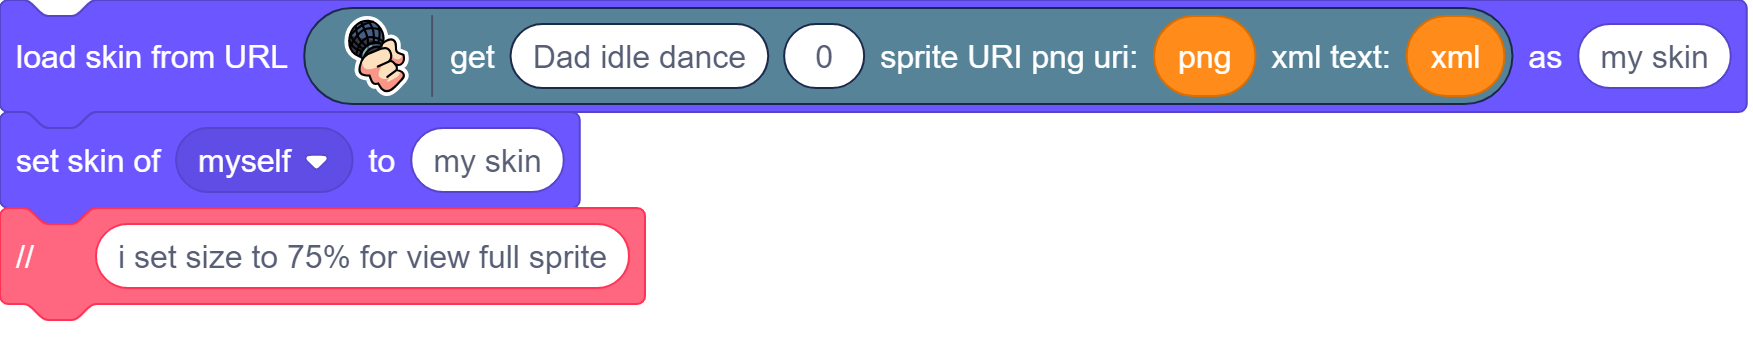 load skin from URL get Dad idle dance 0 sprite URI png uri: png xml text: xml as my skin
set skin of myself to my skin
// i set size to 75% for view full sprite